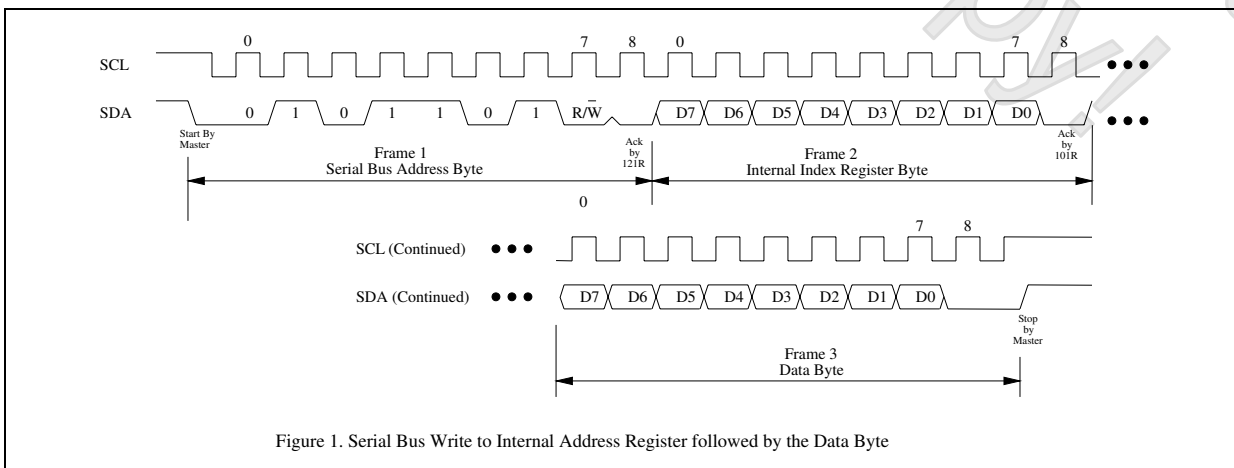 0 7 8 0 7 8
SCL
SDA 0 1 0 1 1 0 1 R/W̅ D7 D6 D5 D4 D3 D2 D1 D0
Start By
Master
Ack
by
121R
Ack
by
101R
Frame 1
Serial Bus Address Byte
Frame 2
Internal Index Register Byte
0
7 8
SCL (Continued)
SDA (Continued) D7 D6 D5 D4 D3 D2 D1 D0
Stop
by
Master
Frame 3
Data Byte
Figure 1. Serial Bus Write to Internal Address Register followed by the Data Byte
py!